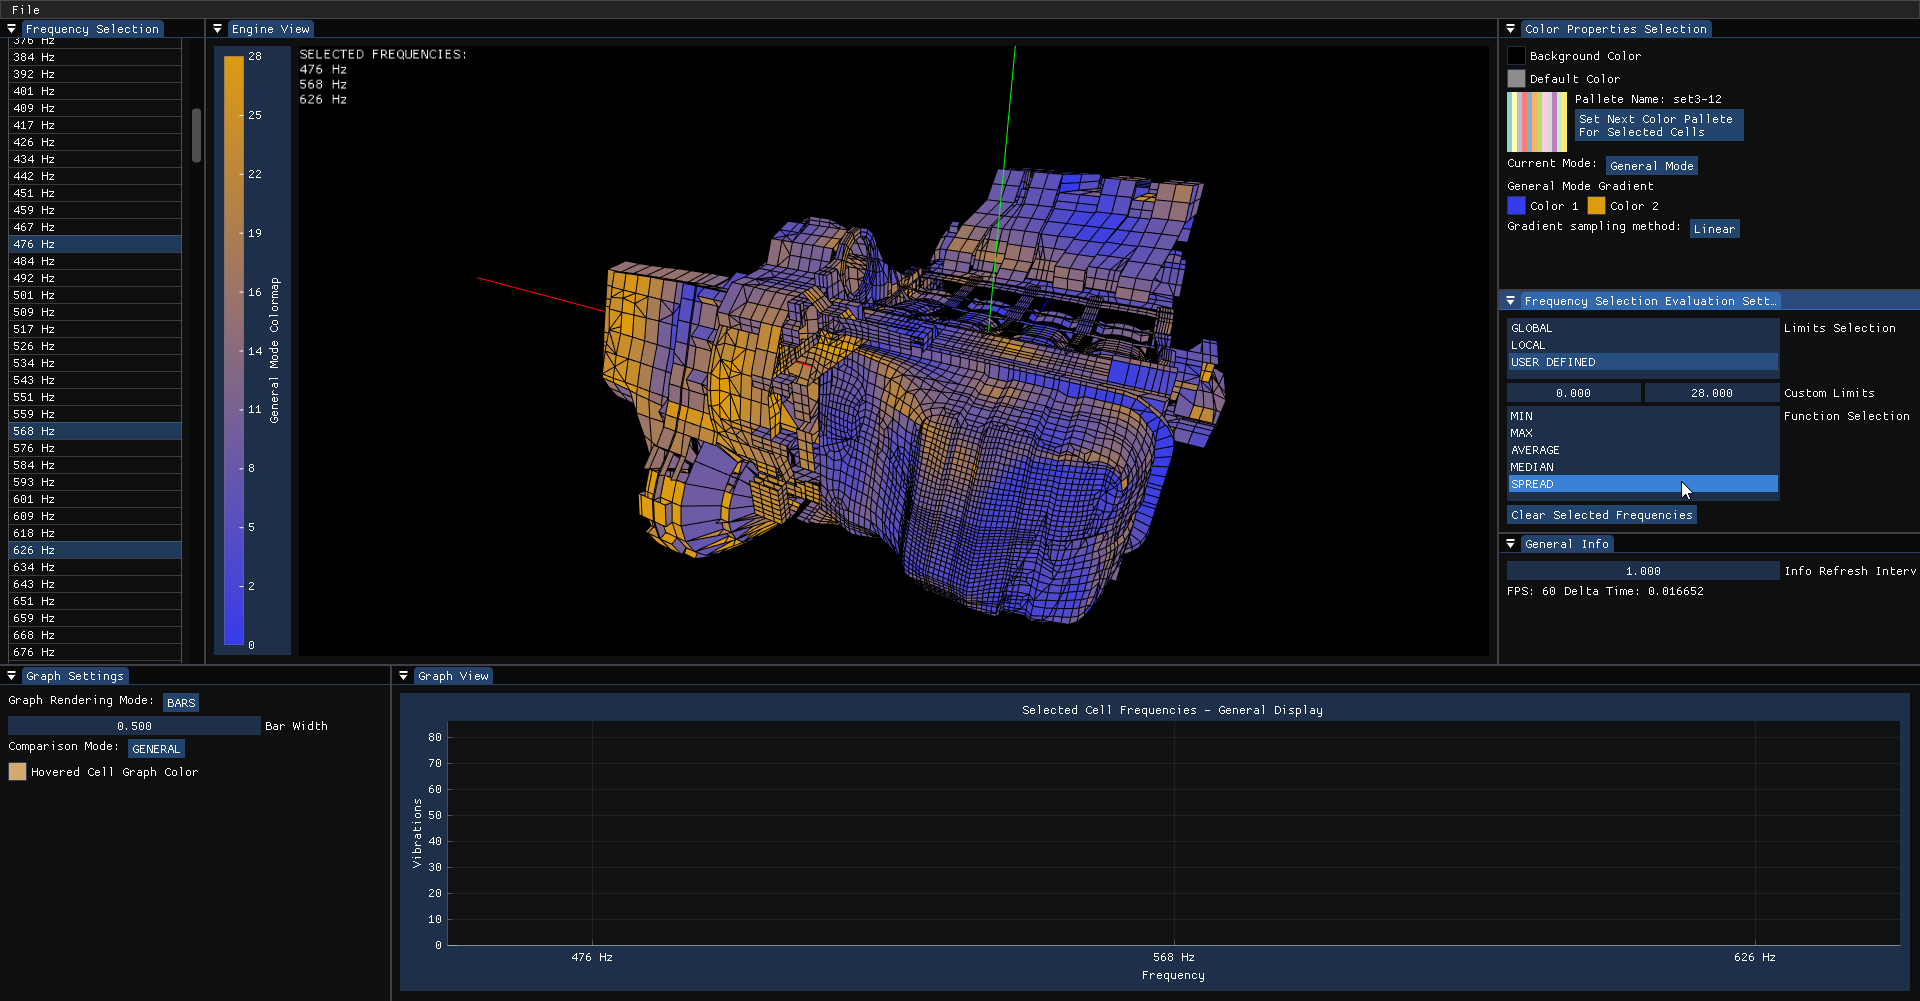 File
Frequency Selection
376 Hz
384 Hz
392 Hz
401 Hz
409 Hz
417 Hz
426 Hz
434 Hz
442 Hz
451 Hz
459 Hz
467 Hz
476 Hz
484 Hz
492 Hz
501 Hz
509 Hz
517 Hz
526 Hz
534 Hz
543 Hz
551 Hz
559 Hz
568 Hz
576 Hz
584 Hz
593 Hz
601 Hz
609 Hz
618 Hz
626 Hz
634 Hz
643 Hz
651 Hz
659 Hz
668 Hz
676 Hz
Engine View
28
25
22
19
16
14
11
8
5
2
0
General Mode Colormap
SELECTED FREQUENCIES:
476 Hz
568 Hz
626 Hz
Color Properties Selection
Background Color
Default Color
Pallete Name: set3-12
Set Next Color Pallete
For Selected Cells
Current Mode: General Mode
General Mode Gradient
Color 1 Color 2
Gradient sampling method: Linear
Frequency Selection Evaluation Sett…
GLOBAL
LOCAL
USER DEFINED
Limits Selection
0.000 28.000 Custom Limits
MIN
MAX
AVERAGE
MEDIAN
SPREAD
Function Selection
Clear Selected Frequencies
General Info
1.000 Info Refresh Interv
FPS: 60 Delta Time: 0.016652
Graph Settings
Graph Rendering Mode: BARS
0.500 Bar Width
Comparison Mode: GENERAL
Hovered Cell Graph Color
Graph View
Selected Cell Frequencies - General Display
80
70
60
50
40
30
20
10
0
Vibrations
476 Hz 568 Hz 626 Hz
Frequency